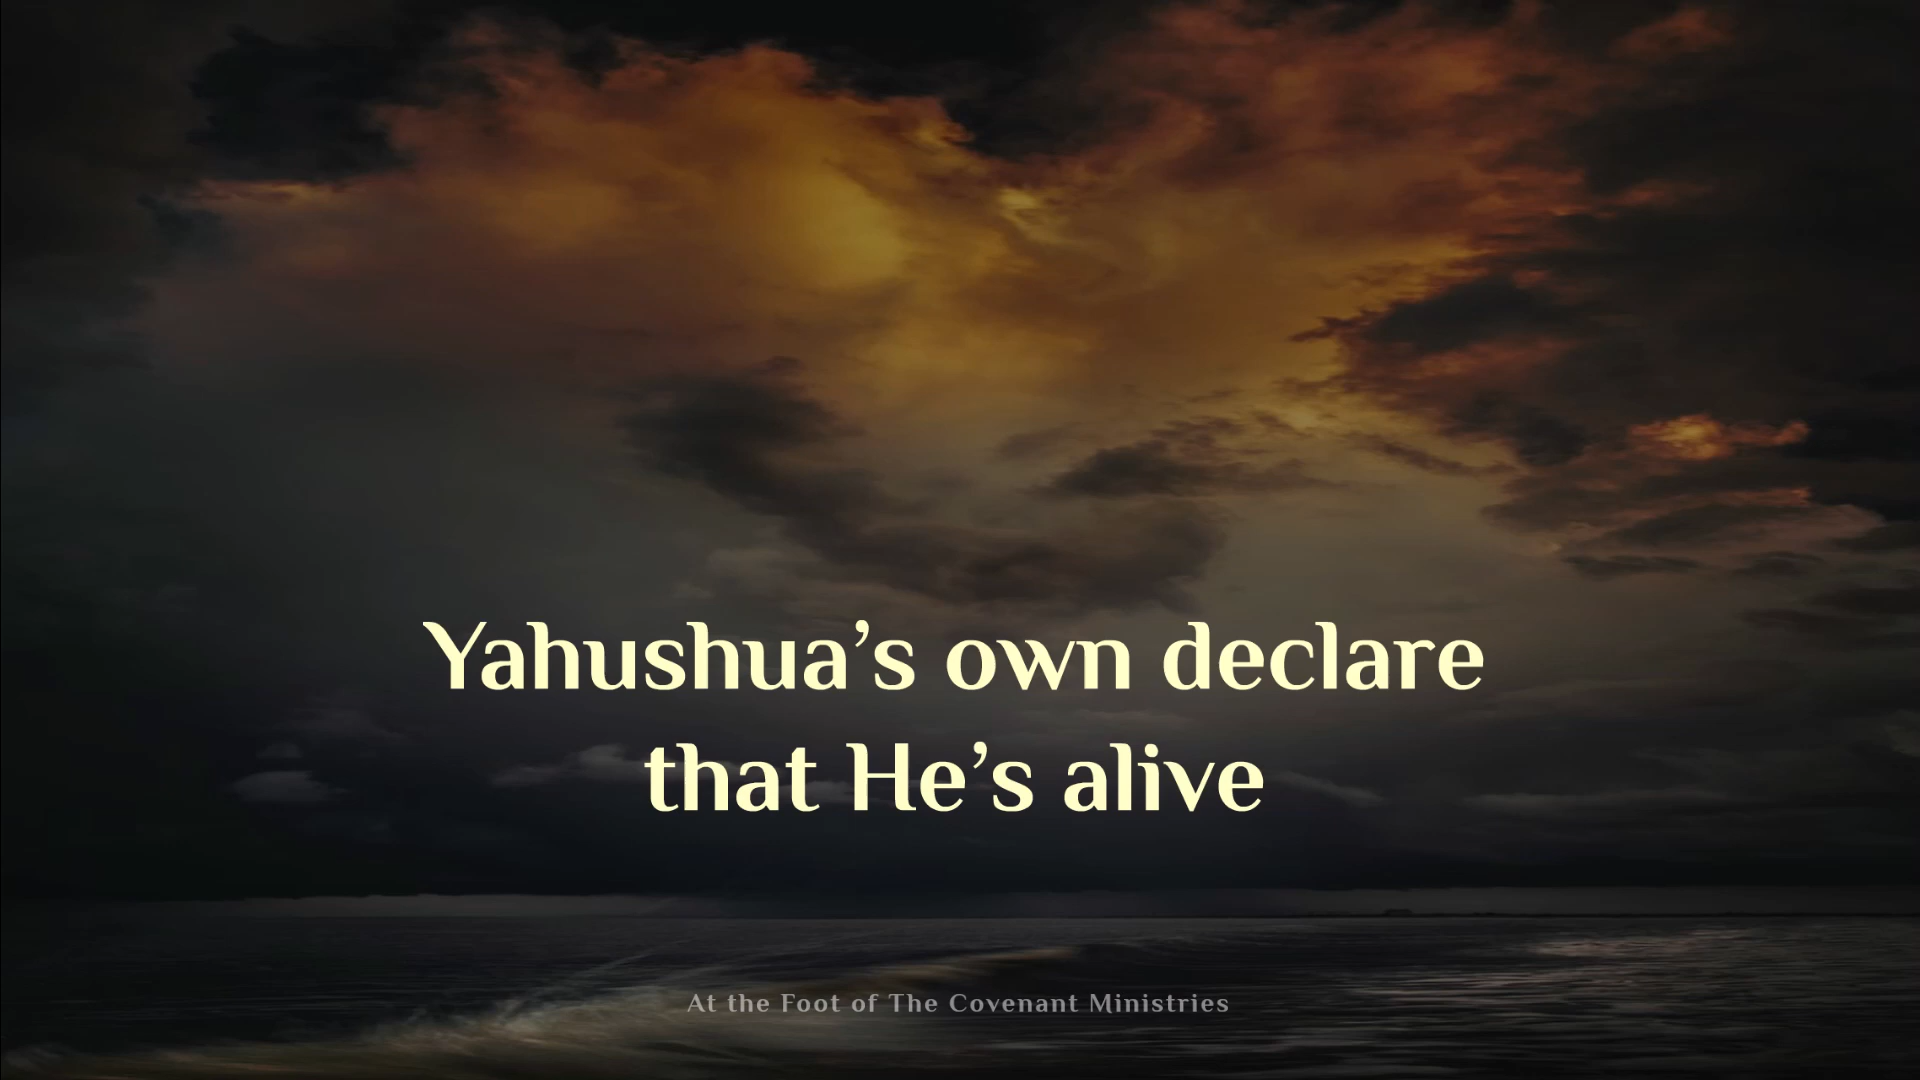 Yahushua’s own declare
that He’s alive
At the Foot of The Covenant Ministries